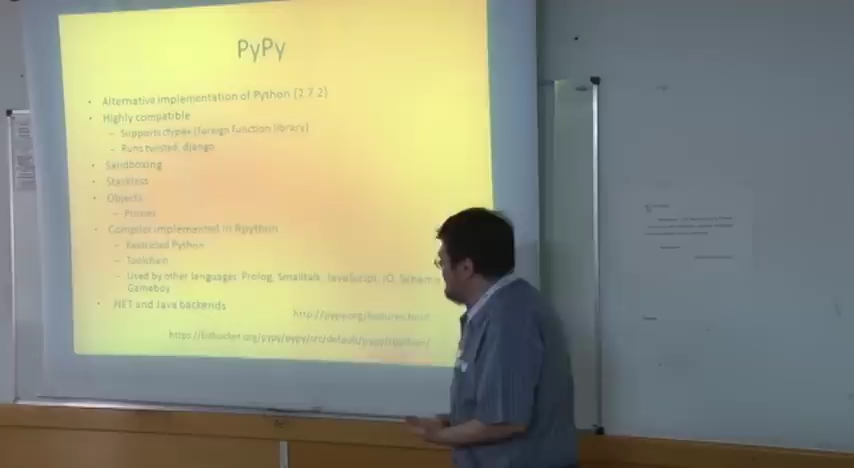 PyPy
• Alternative implementation of Python (2.7.2)
• Highly compatible
– Supports ctypes (foreign function library)
– Runs twisted, django
• Sandboxing
• Stackless
• Objects
– Proxies
• Compiler implemented in Rpython
– Restricted Python
– Toolchain
– Used by other languages: Prolog, Smalltalk, JavaScript, IO, Scheme
Gameboy
• .NET and Java backends
http://pypy.org/features.html
https://bitbucket.org/pypy/pypy/src/default/pypy/rpython/